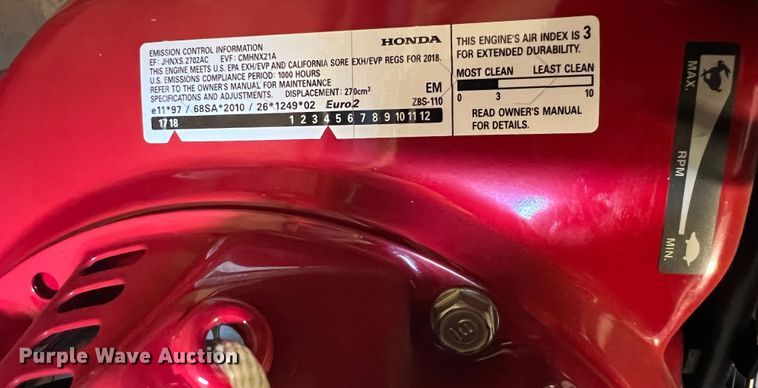 EMISSION CONTROL INFORMATION
HONDA
EF: JHNXS.2702AC EVF: CMHNX21A
THIS ENGINE MEETS U.S. EPA EXH/EVP AND CALIFORNIA SORE EXH/EVP REGS FOR 2018.
U.S. EMISSIONS COMPLIANCE PERIOD: 1000 HOURS
REFER TO THE OWNER'S MANUAL FOR MAINTENANCE
SPECIFICATIONS AND ADJUSTMENTS. DISPLACEMENT: 270cm³
EM
e11*97 / 68SA*2010 / 26*1249*02 Euro2
Z8S-110
17 18 1 2 3 4 5 6 7 8 9 10 11 12
THIS ENGINE'S AIR INDEX IS 3
FOR EXTENDED DURABILITY.
MOST CLEAN LEAST CLEAN
0 3 10
READ OWNER'S MANUAL
FOR DETAILS.
MAX.
RPM
MIN.
Purple Wave Auction